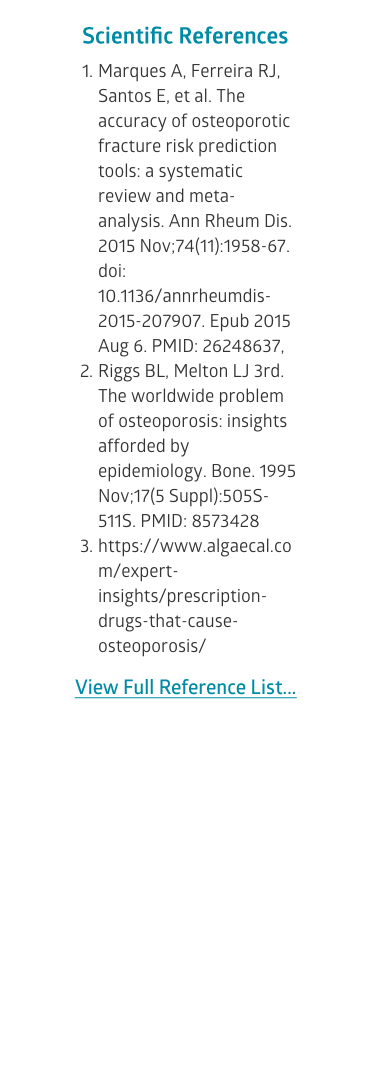 Scientific References
1. Marques A, Ferreira RJ,
Santos E, et al. The
accuracy of osteoporotic
fracture risk prediction
tools: a systematic
review and meta-
analysis. Ann Rheum Dis.
2015 Nov;74(11):1958-67.
doi:
10.1136/annrheumdis-
2015-207907. Epub 2015
Aug 6. PMID: 26248637,
2. Riggs BL, Melton LJ 3rd.
The worldwide problem
of osteoporosis: insights
afforded by
epidemiology. Bone. 1995
Nov;17(5 Suppl):505S-
511S. PMID: 8573428
3. https://www.algaecal.co
m/expert-
insights/prescription-
drugs-that-cause-
osteoporosis/
View Full Reference List...